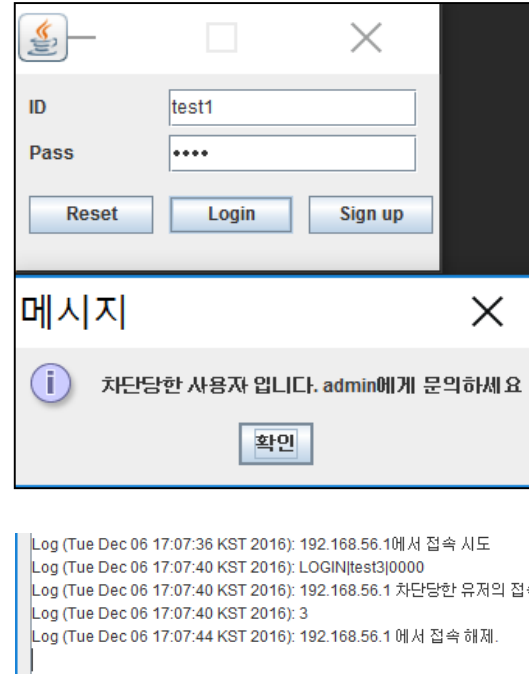 ID
test1
Pass
••••
Reset Login Sign up
메시지
차단당한 사용자 입니다. admin에게 문의하세요
확인
Log (Tue Dec 06 17:07:36 KST 2016): 192.168.56.1에서 접속 시도
Log (Tue Dec 06 17:07:40 KST 2016): LOGIN|test3|0000
Log (Tue Dec 06 17:07:40 KST 2016): 192.168.56.1 차단당한 유저의
Log (Tue Dec 06 17:07:40 KST 2016): 3
Log (Tue Dec 06 17:07:44 KST 2016): 192.168.56.1 에서 접속 해제.